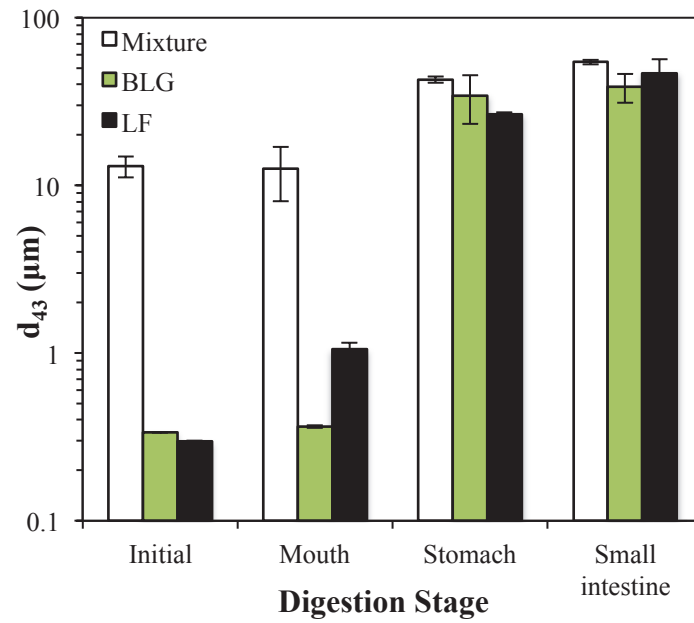 100
10
1
0.1
d43 (µm)
Mixture
BLG
LF
Initial
Mouth
Stomach
Small
intestine
Digestion Stage